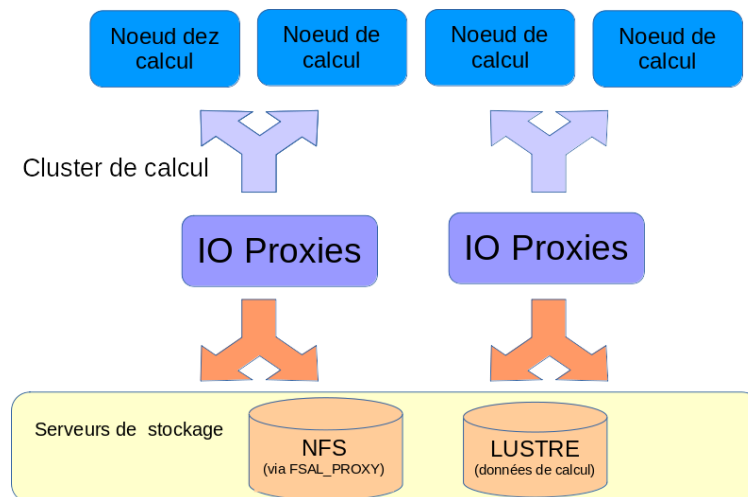 Noeud dez
calcul
Noeud de
calcul
Noeud de
calcul
Noeud de
calcul
Cluster de calcul
IO Proxies
IO Proxies
Serveurs de stockage
NFS
(via FSAL_PROXY)
LUSTRE
(données de calcul)